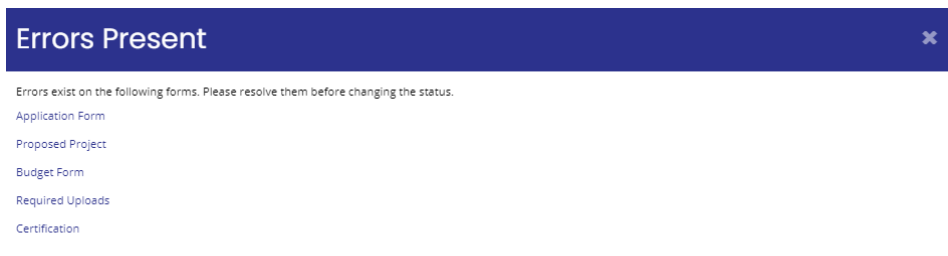 Errors Present
Errors exist on the following forms. Please resolve them before changing the status.
Application Form
Proposed Project
Budget Form
Required Uploads
Certification